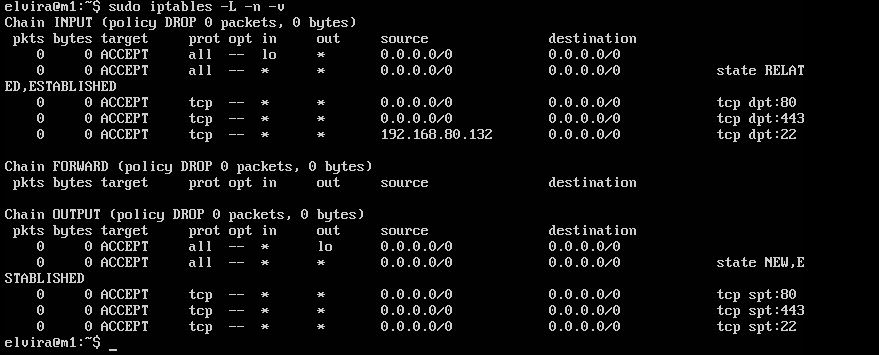 elvira@m1:~$ sudo iptables -L -n -v
Chain INPUT (policy DROP 0 packets, 0 bytes)
 pkts bytes target     prot opt in     out     source               destination
    0     0 ACCEPT     all  --  lo     *       0.0.0.0/0            0.0.0.0/0
    0     0 ACCEPT     all  --  *      *       0.0.0.0/0            0.0.0.0/0            state RELAT
ED,ESTABLISHED
    0     0 ACCEPT     tcp  --  *      *       0.0.0.0/0            0.0.0.0/0            tcp dpt:80
    0     0 ACCEPT     tcp  --  *      *       0.0.0.0/0            0.0.0.0/0            tcp dpt:443
    0     0 ACCEPT     tcp  --  *      *       192.168.80.132       0.0.0.0/0            tcp dpt:22
Chain FORWARD (policy DROP 0 packets, 0 bytes)
 pkts bytes target     prot opt in     out     source               destination
Chain OUTPUT (policy DROP 0 packets, 0 bytes)
 pkts bytes target     prot opt in     out     source               destination
    0     0 ACCEPT     all  --  *      lo      0.0.0.0/0            0.0.0.0/0
    0     0 ACCEPT     all  --  *      *       0.0.0.0/0            0.0.0.0/0            state NEW,E
STABLISHED
    0     0 ACCEPT     tcp  --  *      *       0.0.0.0/0            0.0.0.0/0            tcp spt:80
    0     0 ACCEPT     tcp  --  *      *       0.0.0.0/0            0.0.0.0/0            tcp spt:443
    0     0 ACCEPT     tcp  --  *      *       0.0.0.0/0            0.0.0.0/0            tcp spt:22
elvira@m1:~$ _